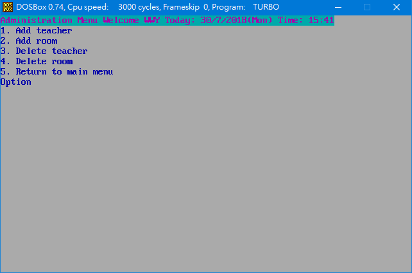 DOSBox 0.74, Cpu speed: 3000 cycles, Frameskip 0, Program: TURBO
Administration Menu Welcome WWY Today: 30/7/2018(Mon) Time: 15 41
1. Add teacher
2. Add room
3. Delete teacher
4. Delete room
5. Return to main menu
Option